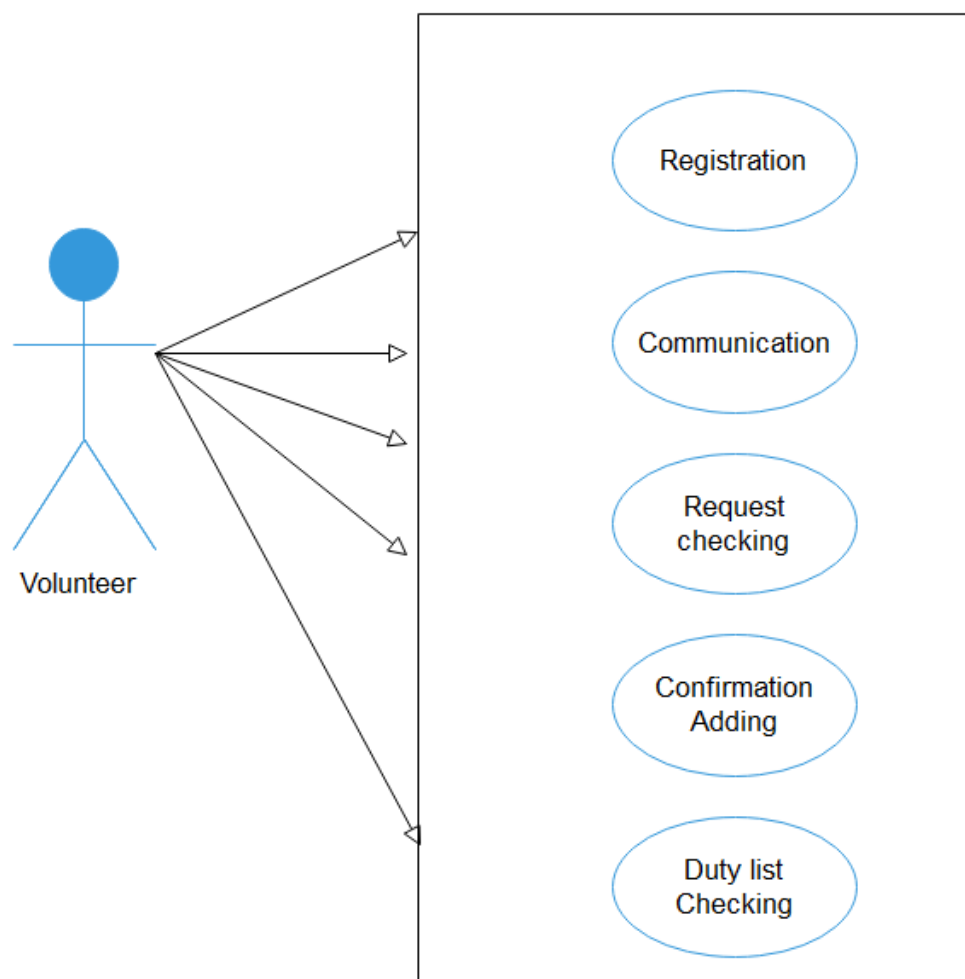 Registration
Communication
Request
checking
Confirmation
Adding
Duty list
Checking
Volunteer